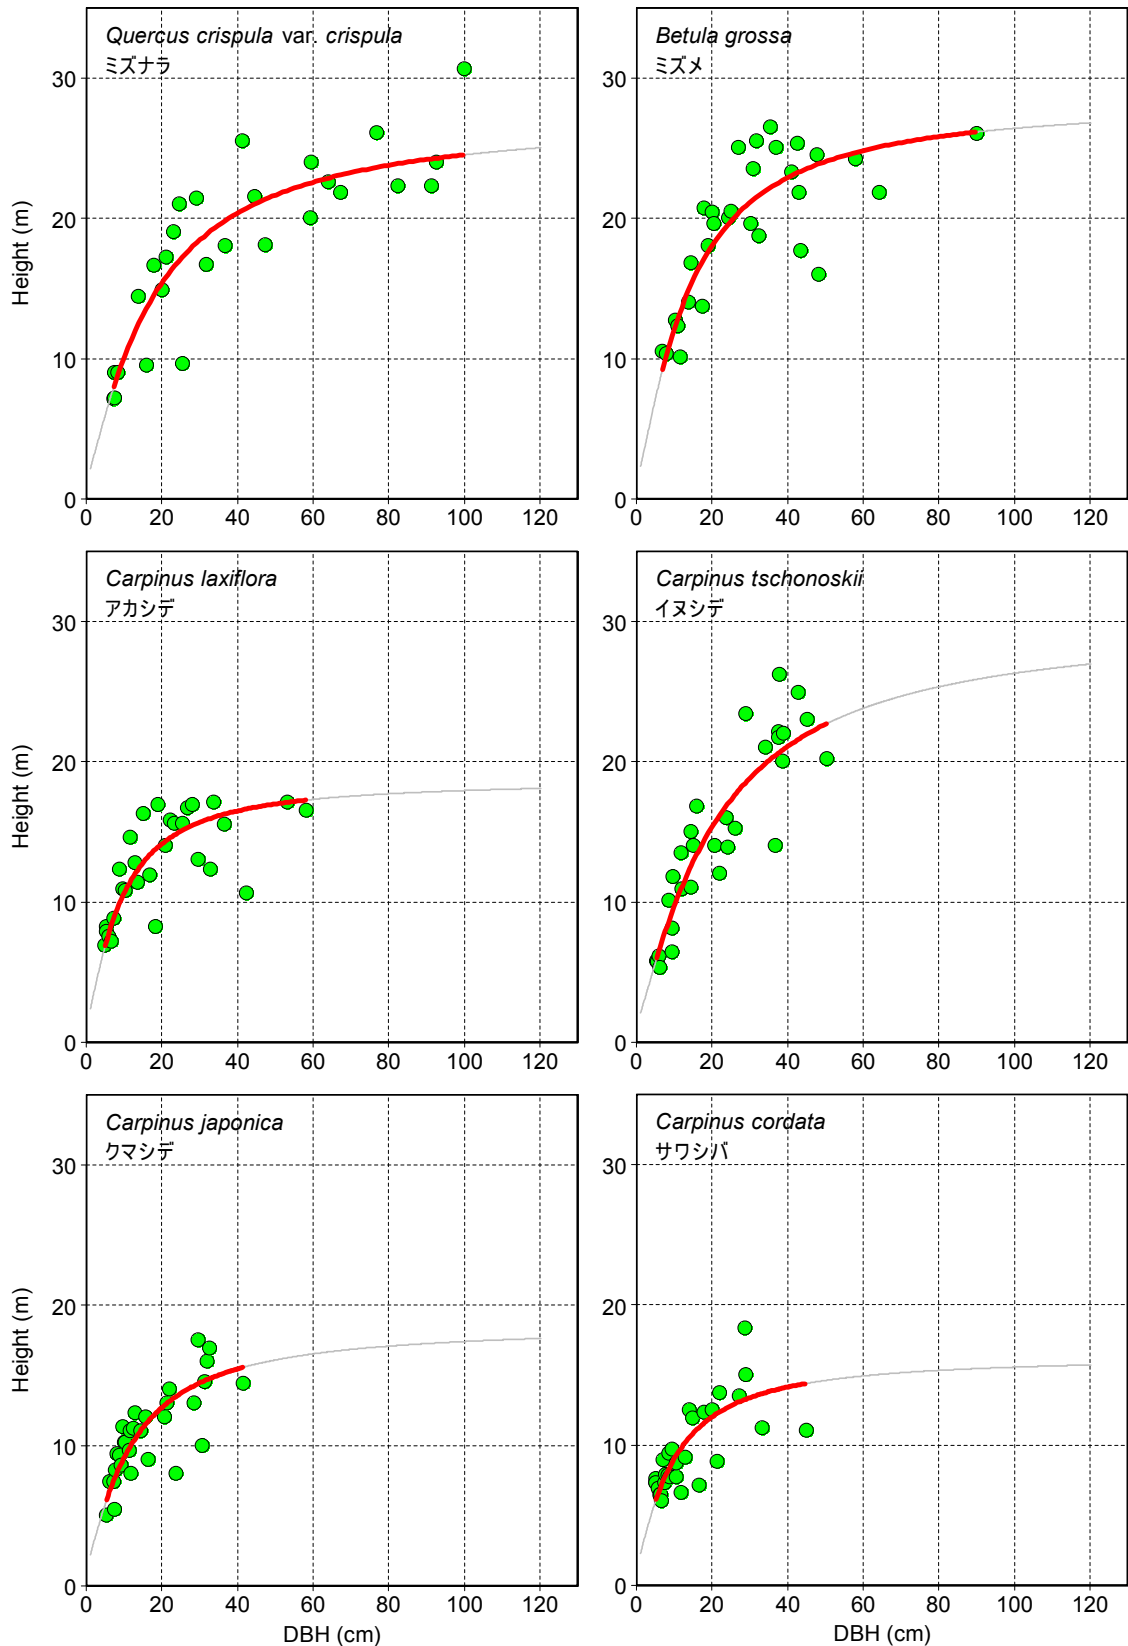 Quercus crispula var. crispula
ミズナラ
Height (m)
30
20
10
0
0 20 40 60 80 100 120
Betula grossa
ミズメ
30
20
10
0
0 20 40 60 80 100 120
Carpinus laxiflora
アカシデ
Height (m)
30
20
10
0
0 20 40 60 80 100 120
Carpinus tschonoskii
イヌシデ
30
20
10
0
0 20 40 60 80 100 120
Carpinus japonica
クマシデ
Height (m)
30
20
10
0
0 20 40 60 80 100 120
DBH (cm)
Carpinus cordata
サワシバ
30
20
10
0
0 20 40 60 80 100 120
DBH (cm)